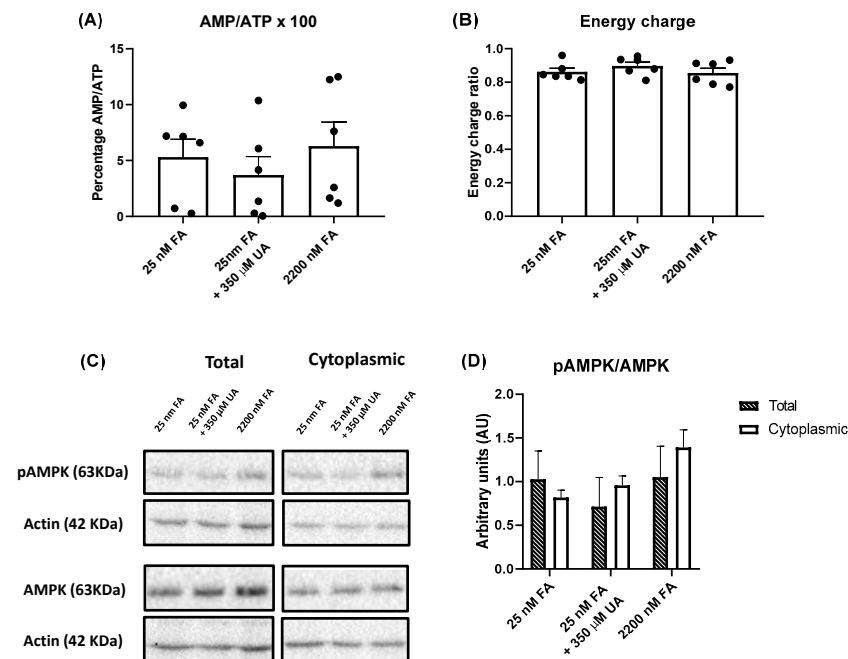 (A)
AMP/ATP x 100
Percentage AMP/ATP
15
10
5
0
25 nM FA
25nm FA
+ 350 µM UA
2200 nM FA
(B)
Energy charge
Energy charge ratio
1.0
0.8
0.6
0.4
0.2
0.0
25 nM FA
25nm FA
+ 350 µM UA
2200 nM FA
(C)
Total
Cytoplasmic
25 nm FA
25 nM FA
+ 350 µM UA
2200 nM FA
25 nm FA
25 nM FA
+ 350 µM UA
2200 nM FA
pAMPK (63KDa)
Actin (42 KDa)
AMPK (63KDa)
Actin (42 KDa)
(D)
pAMPK/AMPK
Arbitrary units (AU)
2.0
1.5
1.0
0.5
0.0
25 nM FA
25 nM FA
+ 350 µM UA
2200 nM FA
Total
Cytoplasmic